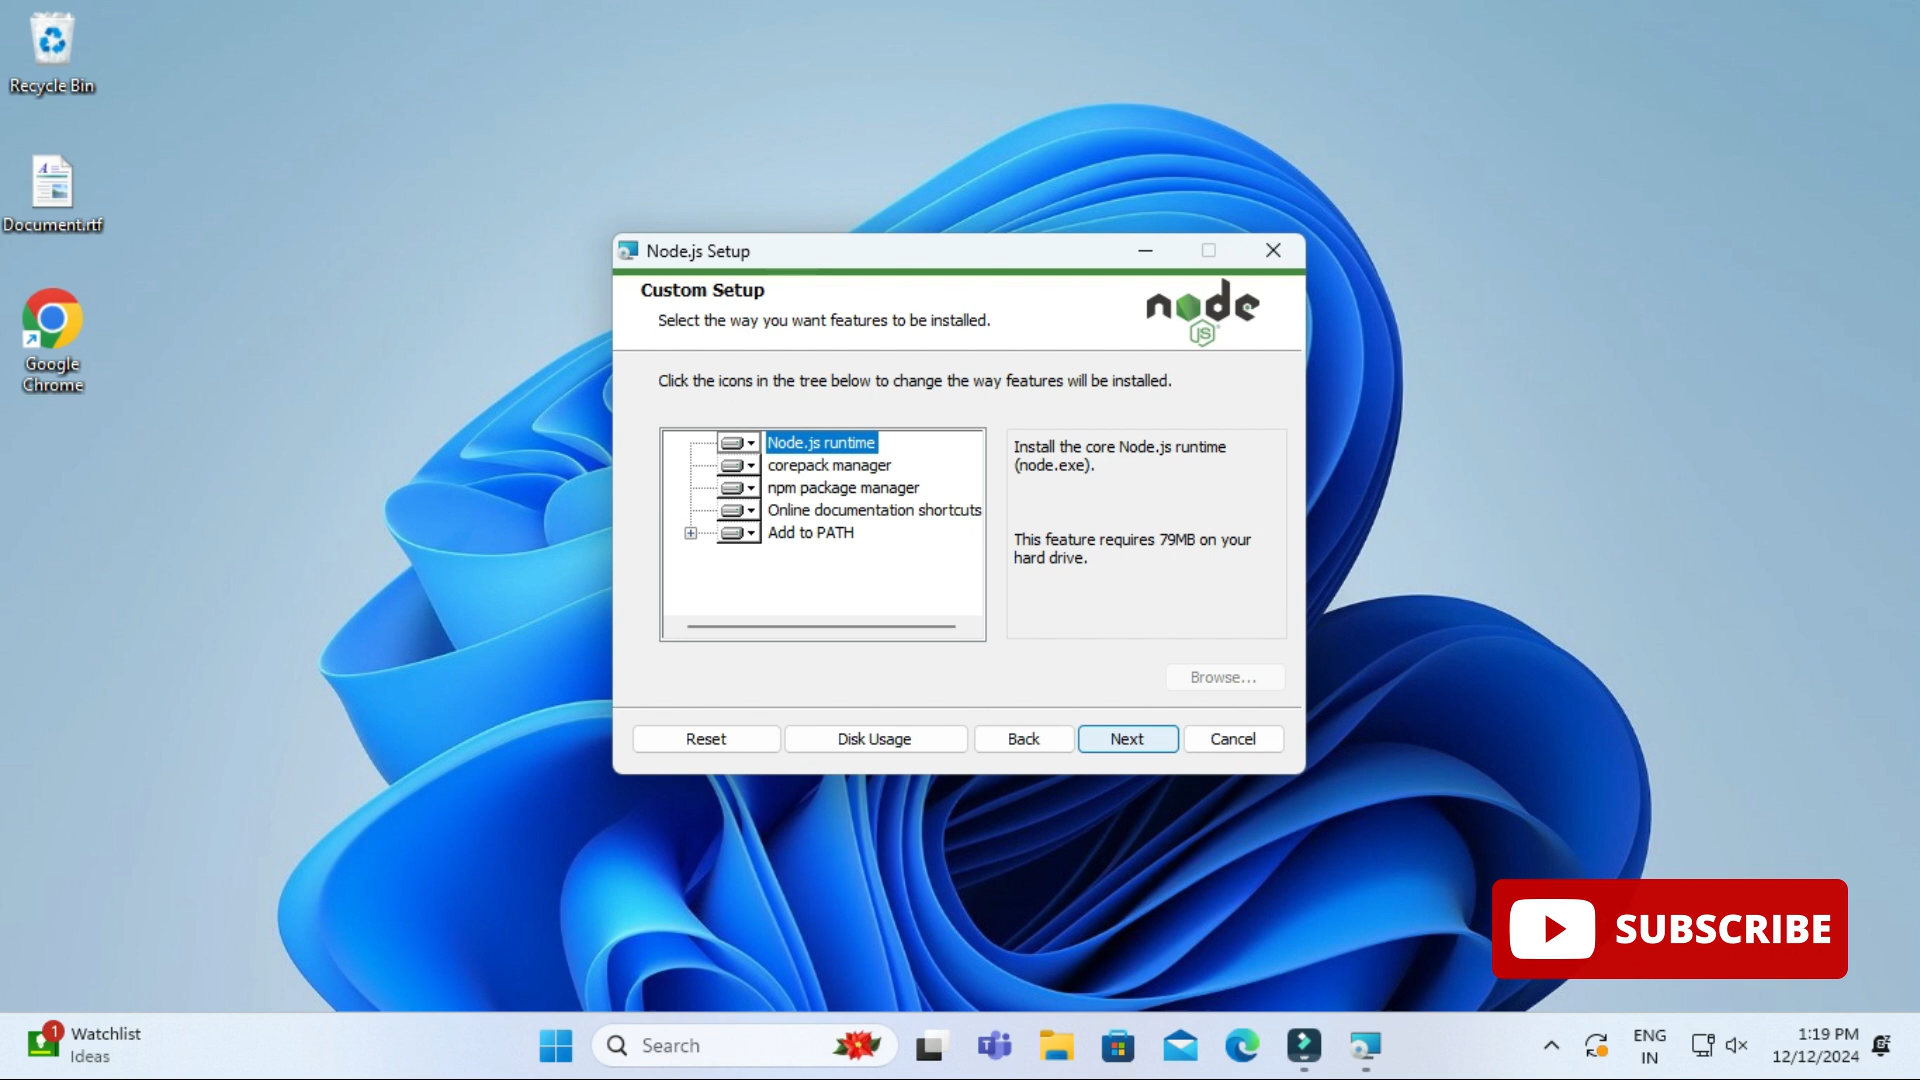 Recycle Bin
Document.rtf
Google
Chrome
Node.js Setup
Custom Setup
Select the way you want features to be installed.
node
JS
Click the icons in the tree below to change the way features will be installed.
Node.js runtime
corepack manager
npm package manager
Online documentation shortcuts
Add to PATH
Install the core Node.js runtime
(node.exe).
This feature requires 79MB on your
hard drive.
Browse...
Reset
Disk Usage
Back
Next
Cancel
SUBSCRIBE
1
Watchlist
Ideas
Search
ENG
IN
1:19 PM
12/12/2024